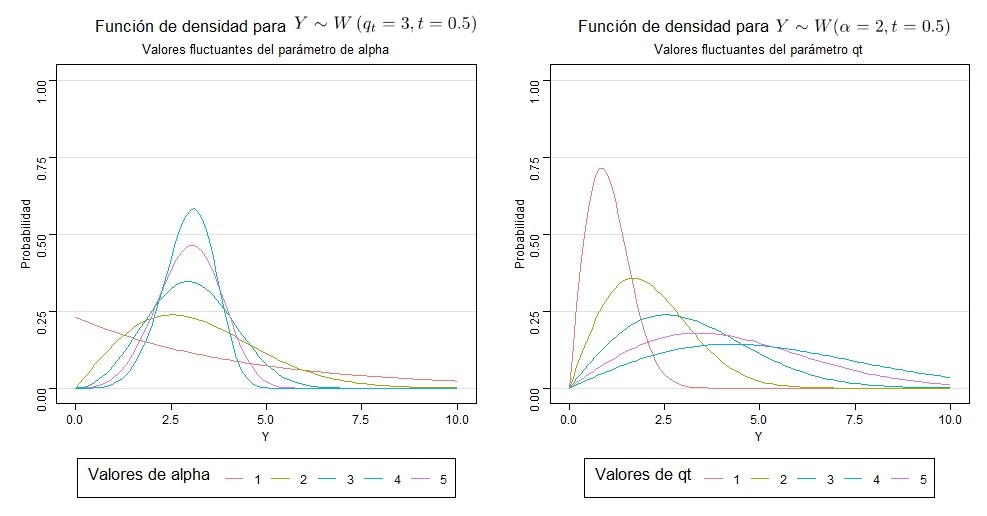 Función de densidad para Y ∼ W (q_t = 3, t = 0.5)
Valores fluctuantes del parámetro de alpha
Probabilidad
0.00 0.25 0.50 0.75 1.00
0.0 2.5 5.0 7.5 10.0
Y
Valores de alpha 1 2 3 4 5
Función de densidad para Y ∼ W(α = 2, t = 0.5)
Valores fluctuantes del parámetro qt
Probabilidad
0.00 0.25 0.50 0.75 1.00
0.0 2.5 5.0 7.5 10.0
Y
Valores de qt 1 2 3 4 5